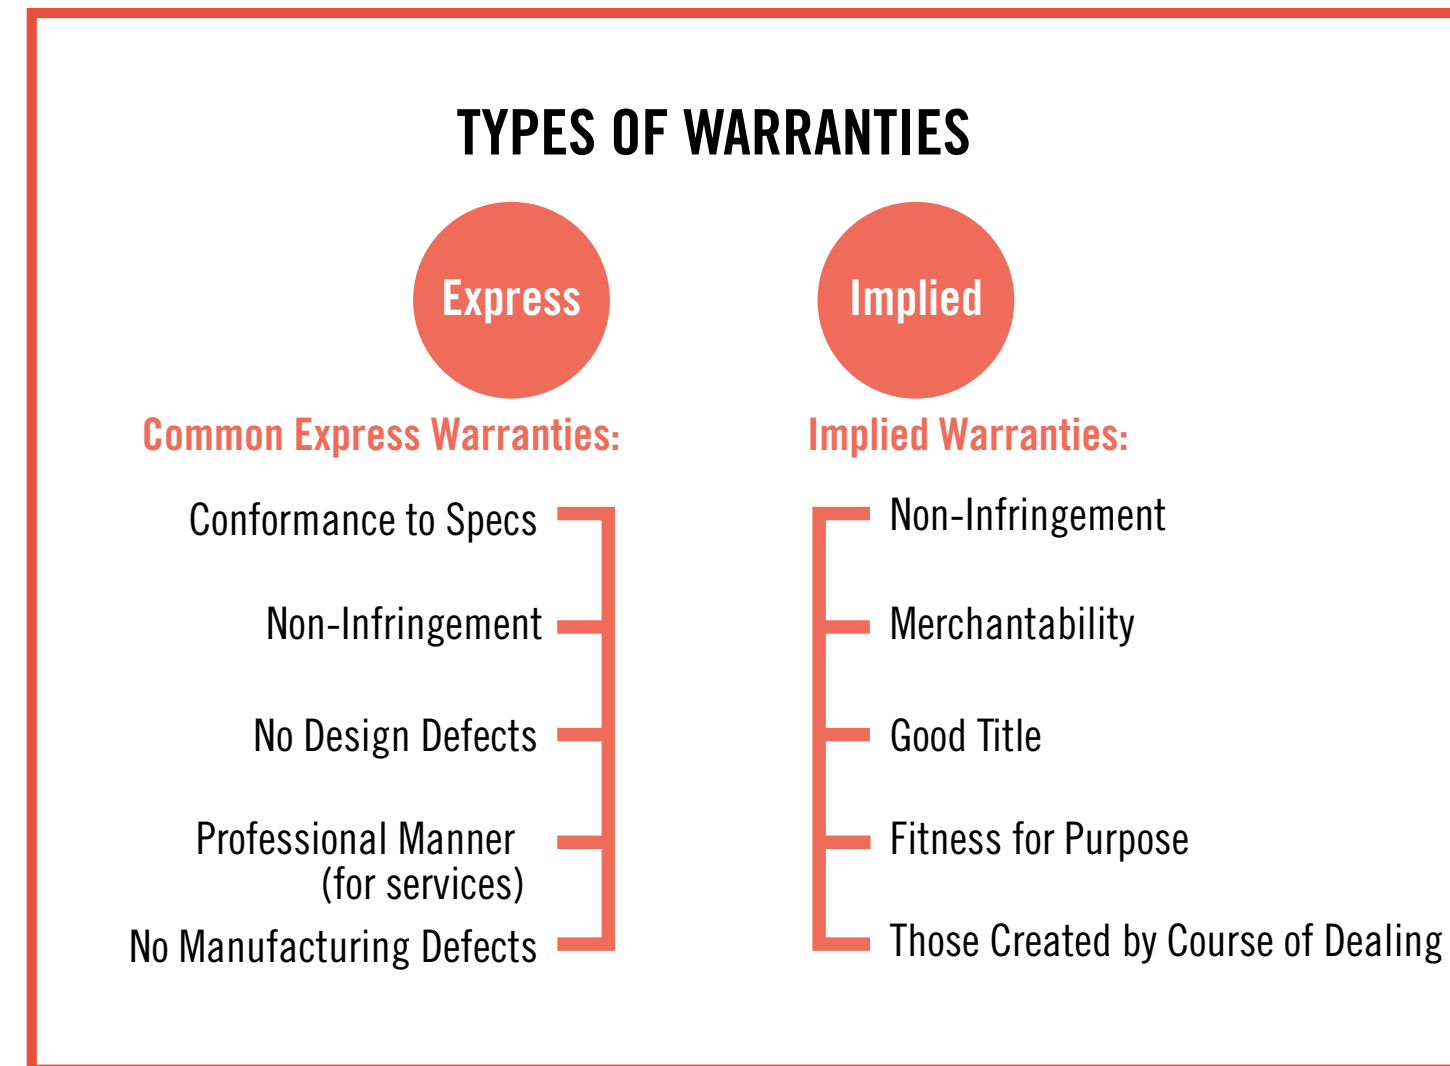 TYPES OF WARRANTIES
Express
Implied
Common Express Warranties:
Conformance to Specs
Non-Infringement
No Design Defects
Professional Manner
(for services)
No Manufacturing Defects
Implied Warranties:
Non-Infringement
Merchantability
Good Title
Fitness for Purpose
Those Created by Course of Dealing